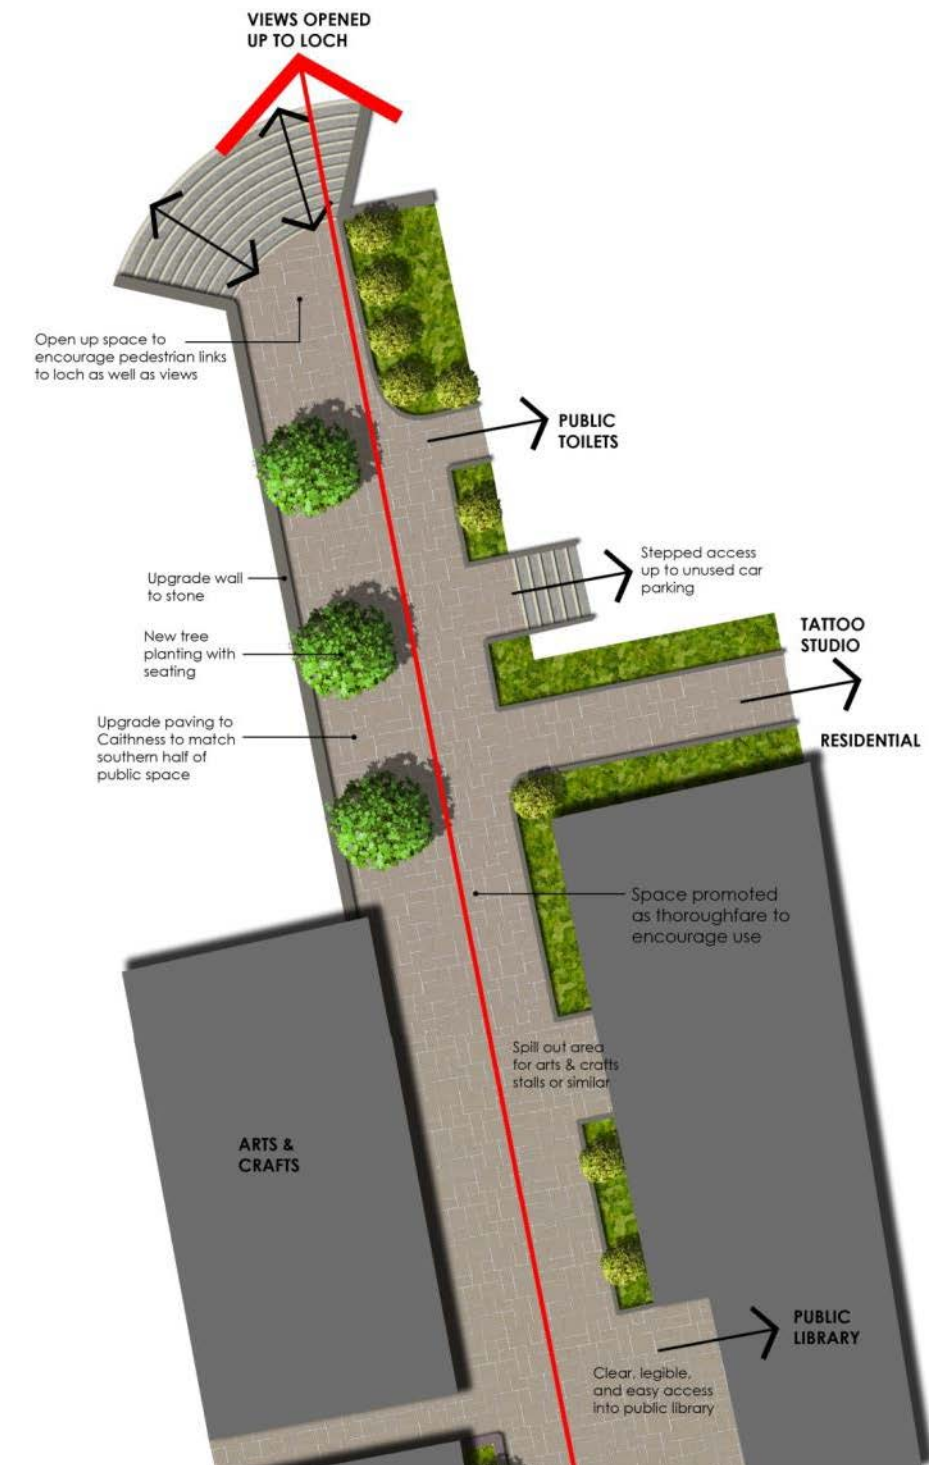 VIEWS OPENED
UP TO LOCH
Open up space to
encourage pedestrian links
to loch as well as views
PUBLIC
TOILETS
Stepped access
up to unused car
parking
Upgrade wall
to stone
TATTOO
STUDIO
New tree
planting with
seating
Upgrade paving to
Caithness to match
southern half of
public space
RESIDENTIAL
Space promoted
as thoroughfare to
encourage use
Spill out area
for arts & crafts
stalls or similar
ARTS &
CRAFTS
PUBLIC
LIBRARY
Clear, legible,
and easy access
into public library